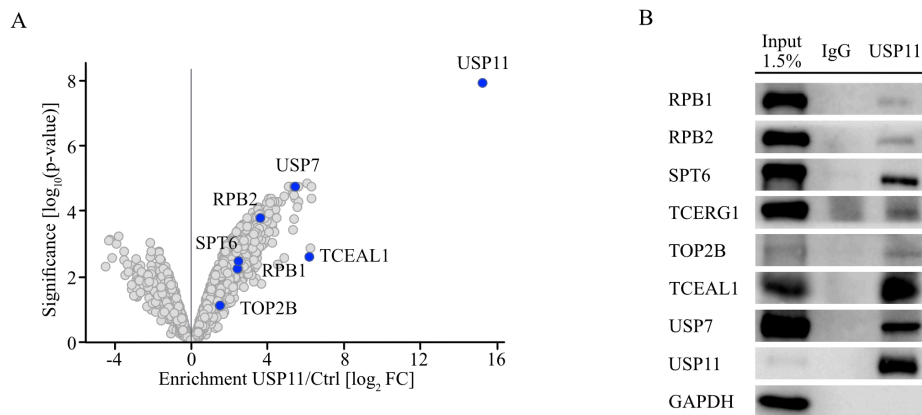 A
Significance [log₁₀(p-value)]
8
6
4
2
0
-4
0
4
8
12
16
Enrichment USP11/Ctrl [log₂ FC]
USP11
USP7
RPB2
SPT6
TCEAL1
RPB1
TOP2B
B
Input
1.5%
IgG
USP11
RPB1
RPB2
SPT6
TCERG1
TOP2B
TCEAL1
USP7
USP11
GAPDH